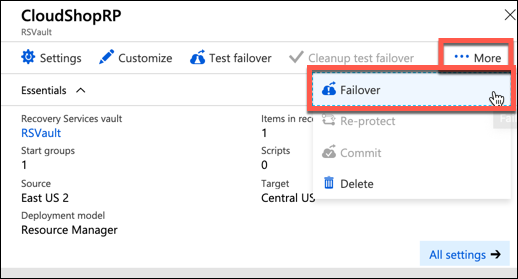 CloudShopRP
RSVault
Settings Customize Test failover Cleanup test failover ··· More
Essentials
Failover
Re-protect
Commit
Delete
Recovery Services vault
RSVault
Items in rec
1
Start groups
1
Scripts
0
Source
East US 2
Target
Central US
Deployment model
Resource Manager
All settings